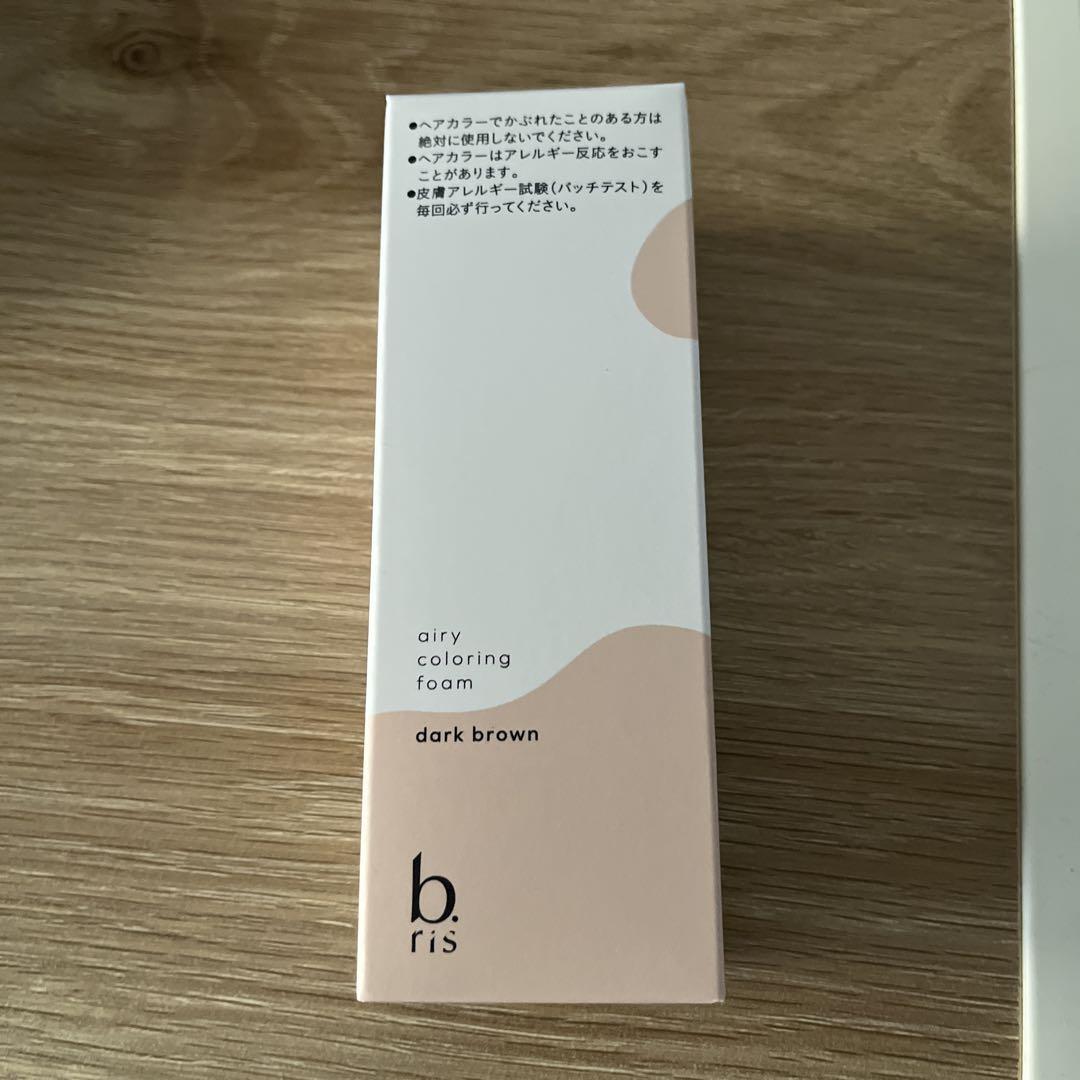 ●ヘアカラーでかぶれたことのある方は
絶対に使用しないでください。
●ヘアカラーはアレルギー反応をおこす
ことがあります。
●皮膚アレルギー試験(パッチテスト)を
毎回必ず行ってください。
airy
coloring
foam
dark brown
b.
ris